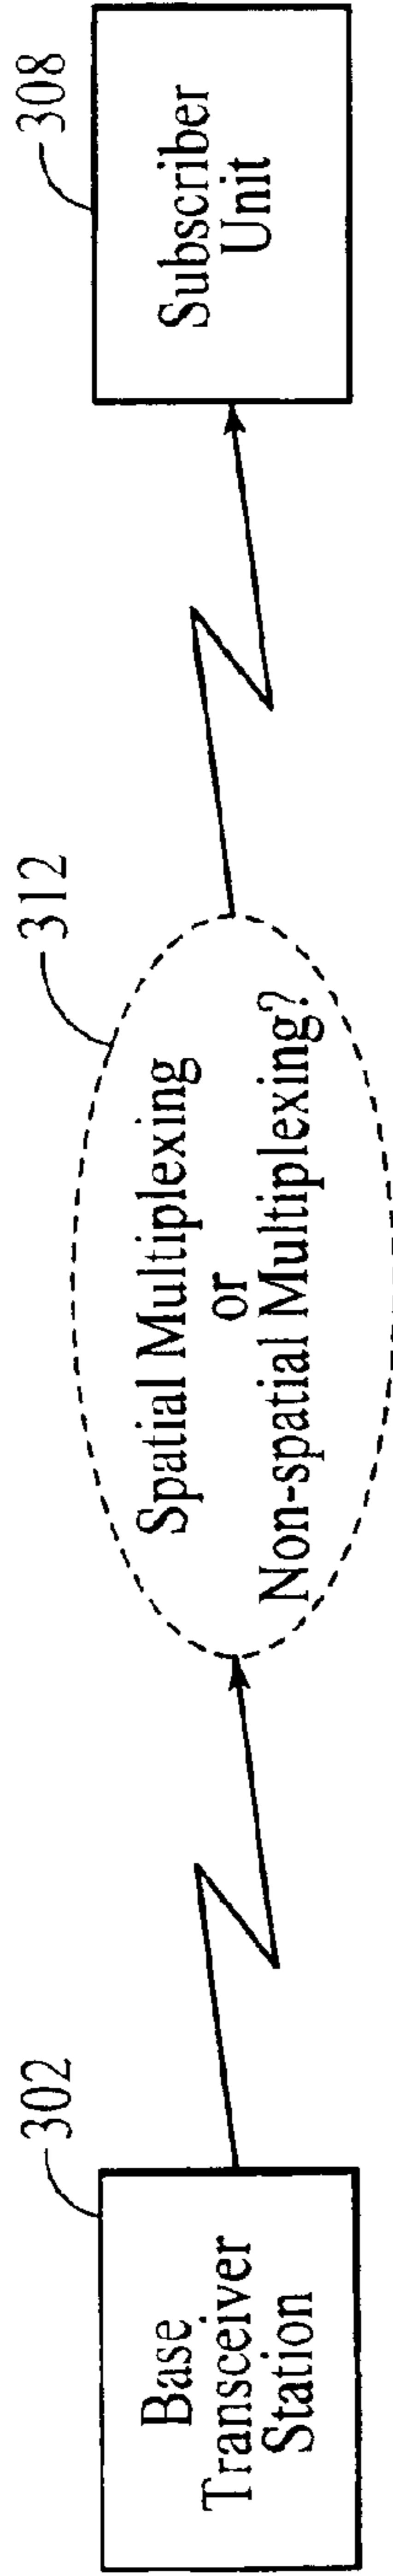 302
Base
Transceiver
Station
312
Spatial Multiplexing
or
Non-spatial Multiplexing?
308
Subscriber
Unit